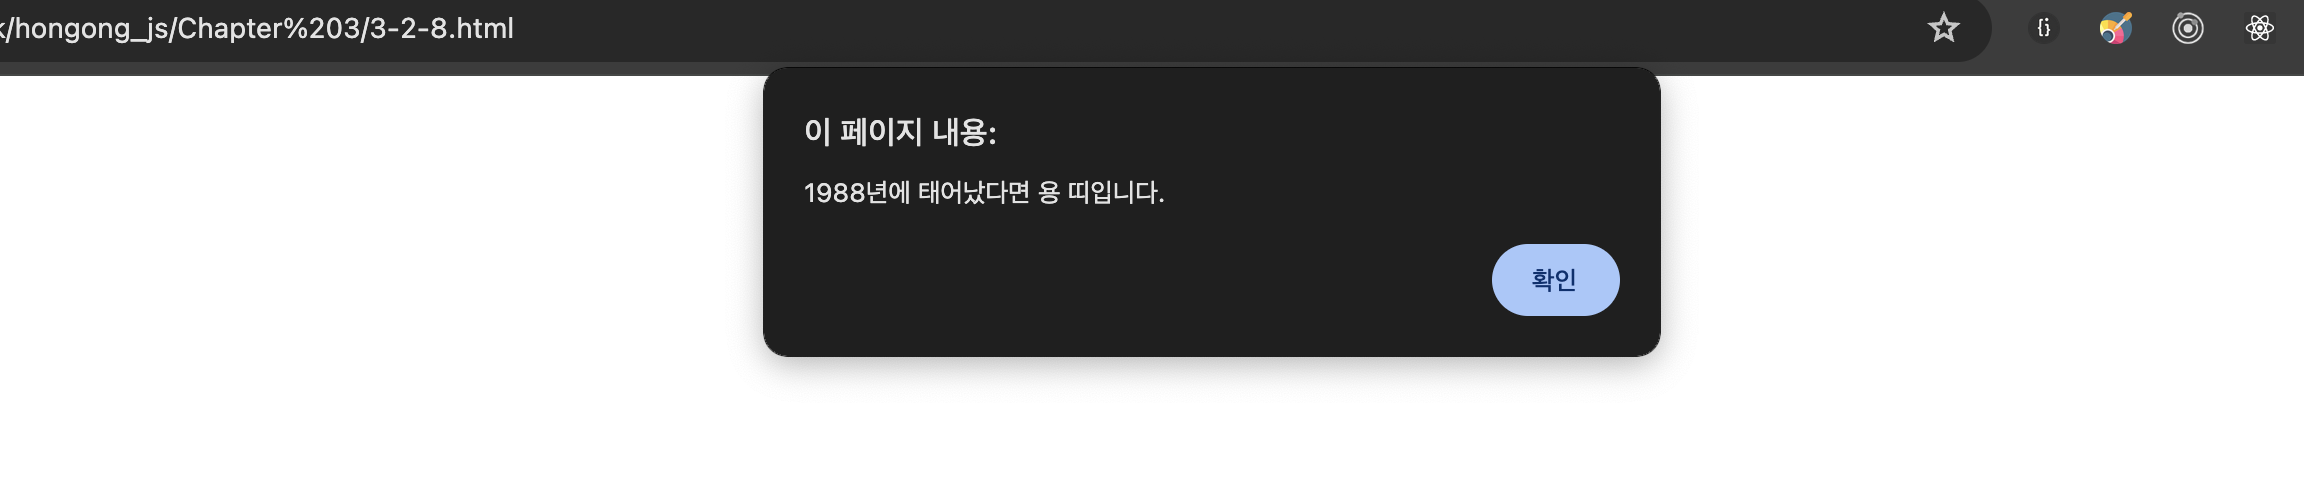 /hongong_js/Chapter%203/3-2-8.html
이 페이지 내용:
1988년에 태어났다면 용 띠입니다.
확인